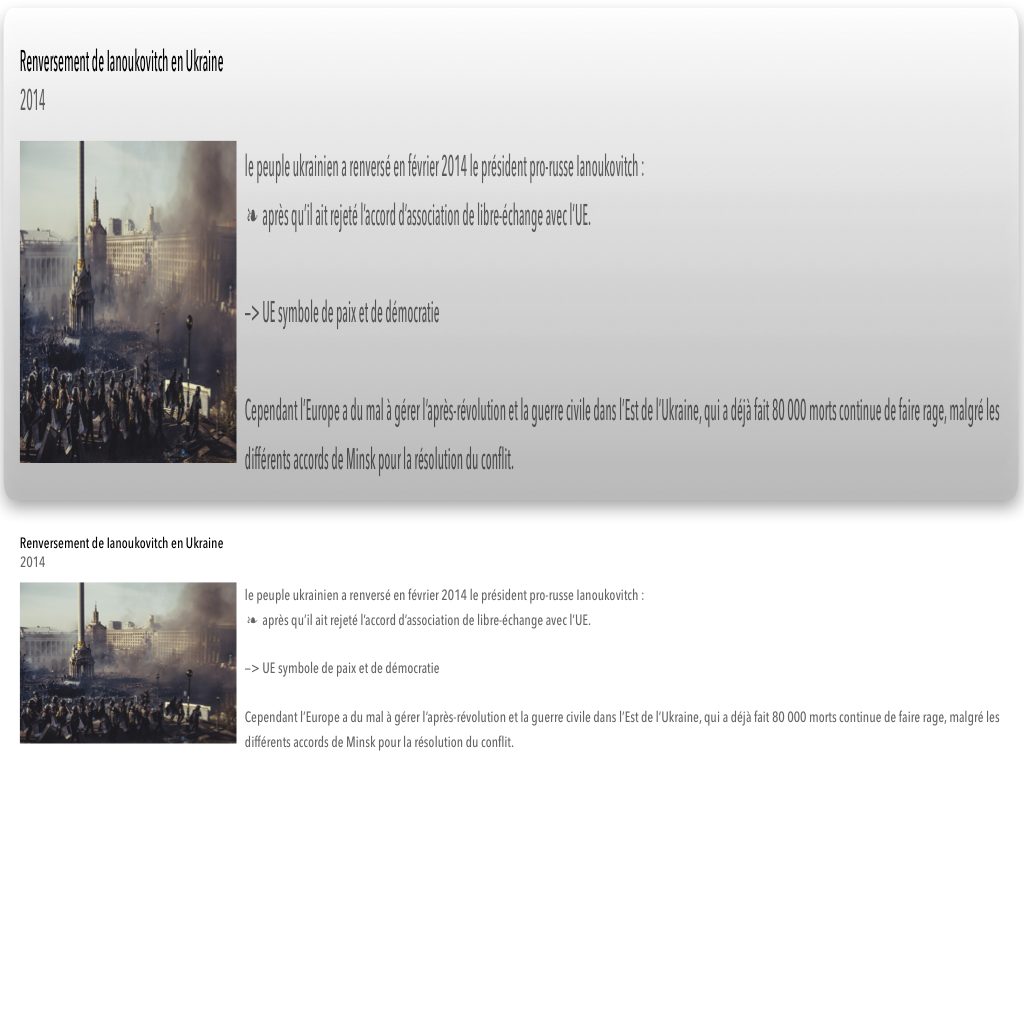 Renversement de Ianoukovitch en Ukraine
2014
le peuple ukrainien a renversé en février 2014 le président pro-russe Ianoukovitch :
❧ après qu’il ait rejeté l’accord d’association de libre-échange avec l’UE.
–> UE symbole de paix et de démocratie
Cependant l’Europe a du mal à gérer l’après-révolution et la guerre civile dans l’Est de l’Ukraine, qui a déjà fait 80 000 morts continue de faire rage, malgré les
différents accords de Minsk pour la résolution du conflit.
Renversement de Ianoukovitch en Ukraine
2014
le peuple ukrainien a renversé en février 2014 le président pro-russe Ianoukovitch :
❧ après qu’il ait rejeté l’accord d’association de libre-échange avec l’UE.
–> UE symbole de paix et de démocratie
Cependant l’Europe a du mal à gérer l’après-révolution et la guerre civile dans l’Est de l’Ukraine, qui a déjà fait 80 000 morts continue de faire rage, malgré les
différents accords de Minsk pour la résolution du conflit.